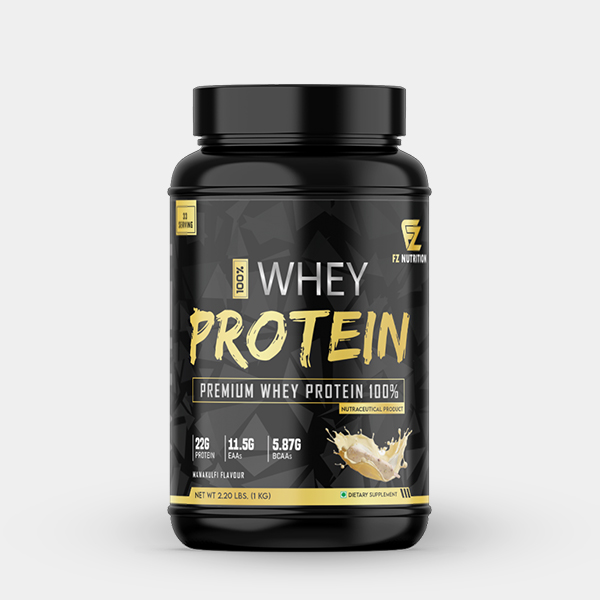 33
SERVING
FZ NUTRITION
100%
WHEY
PROTEIN
PREMIUM WHEY PROTEIN 100%
NUTRACEUTICAL PRODUCT
22G
PROTEIN
11.5G
EAAs
5.87G
BCAAs
MAWAKULFI FLAVOUR
NET WT 2.20 LBS. (1 KG)
DIETARY SUPPLEMENT